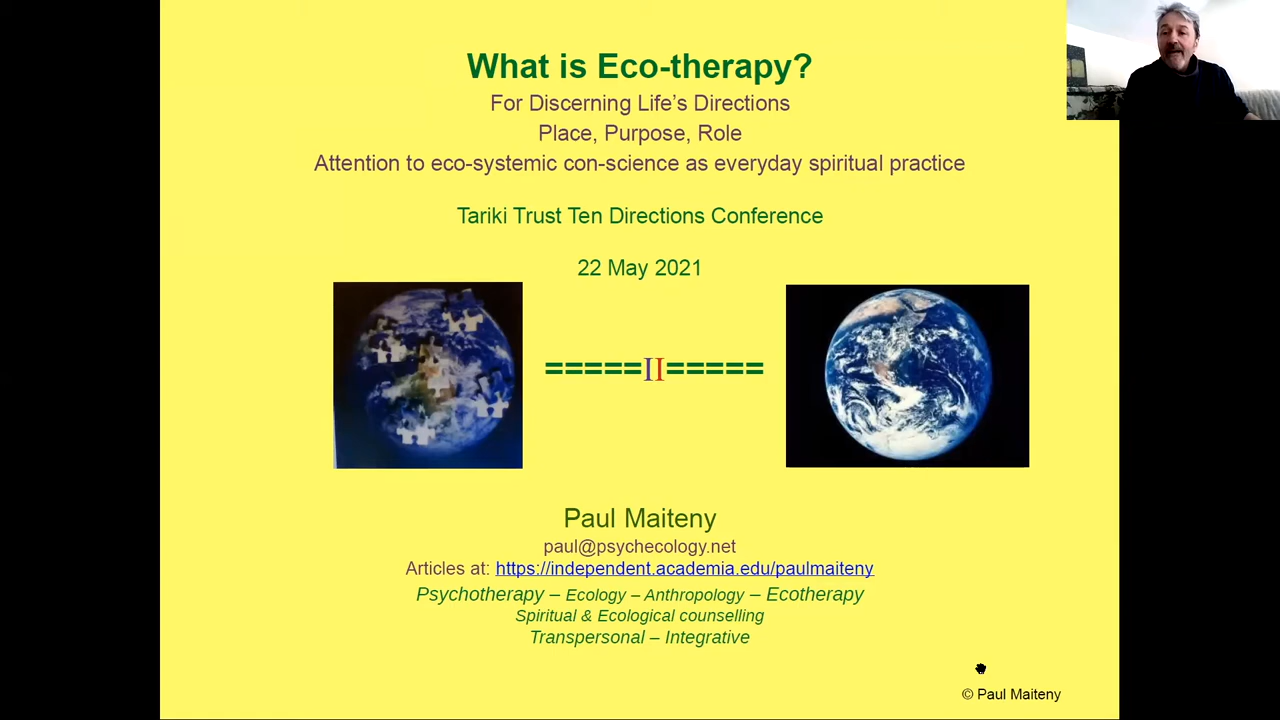 What is Eco-therapy?
For Discerning Life's Directions
Place, Purpose, Role
Attention to eco-systemic con-science as everyday spiritual practice
Tariki Trust Ten Directions Conference
22 May 2021
=====II=====
Paul Maiteny
paul@psychecology.net
Articles at: https://independent.academia.edu/paulmaiteny
Psychotherapy – Ecology – Anthropology – Ecotherapy
Spiritual & Ecological counselling
Transpersonal – Integrative
© Paul Maiteny